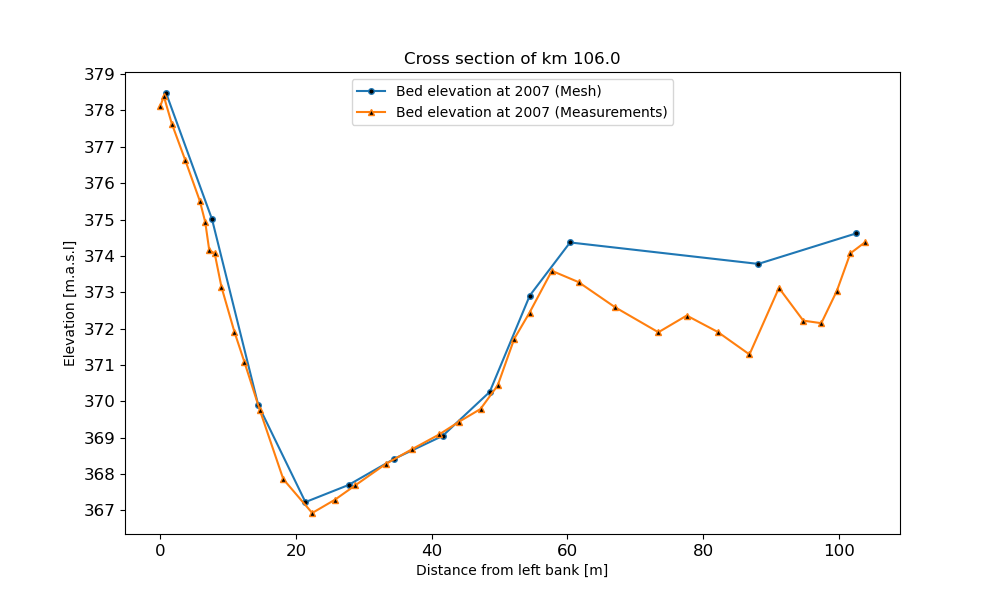 Cross section of km 106.0
Bed elevation at 2007 (Mesh)
Bed elevation at 2007 (Measurements)
Elevation [m.a.s.l]
379
378
377
376
375
374
373
372
371
370
369
368
367
0 20 40 60 80 100
Distance from left bank [m]